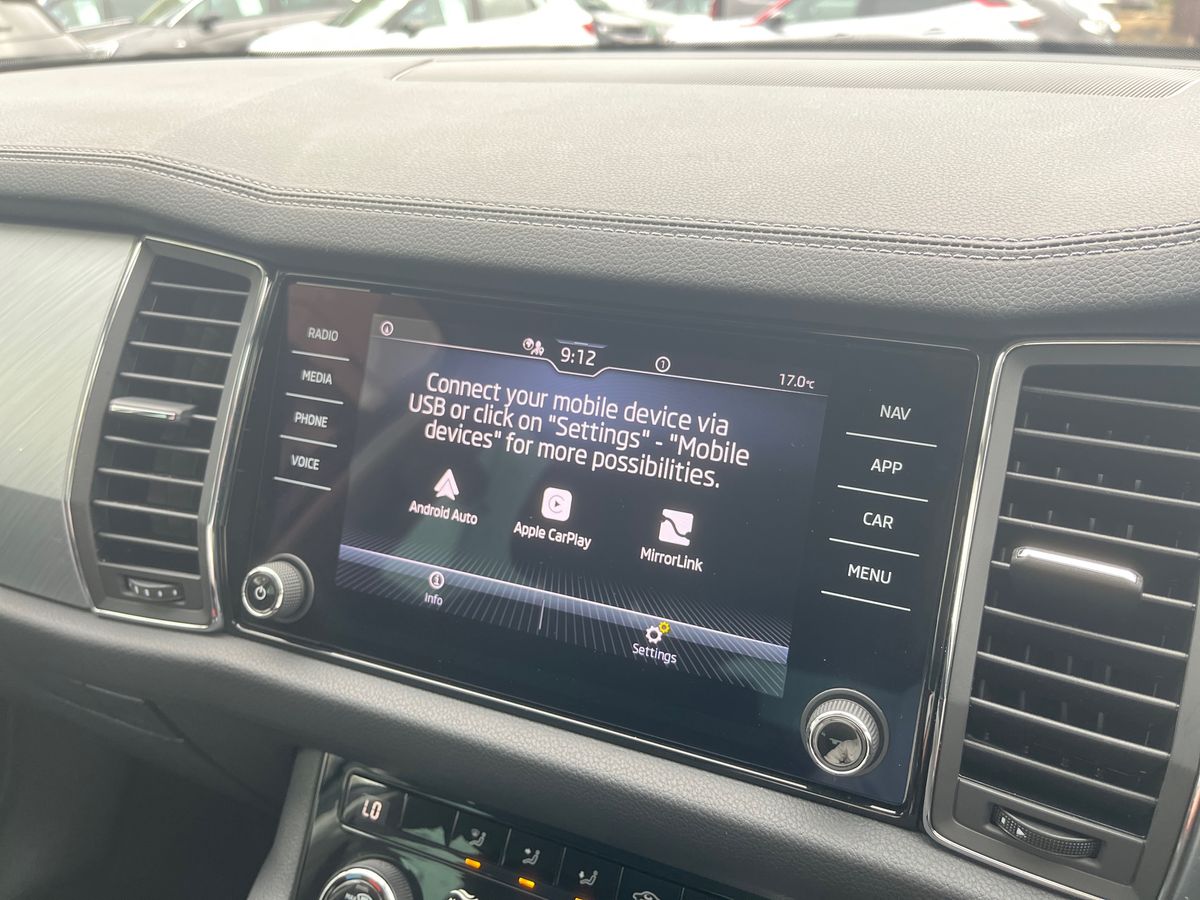 RADIO
MEDIA
PHONE
VOICE
9:12
1
17.0°C
Connect your mobile device via
USB or click on "Settings" - "Mobile
devices" for more possibilities.
Android Auto
Apple CarPlay
MirrorLink
Info
Settings
NAV
APP
CAR
MENU
LO